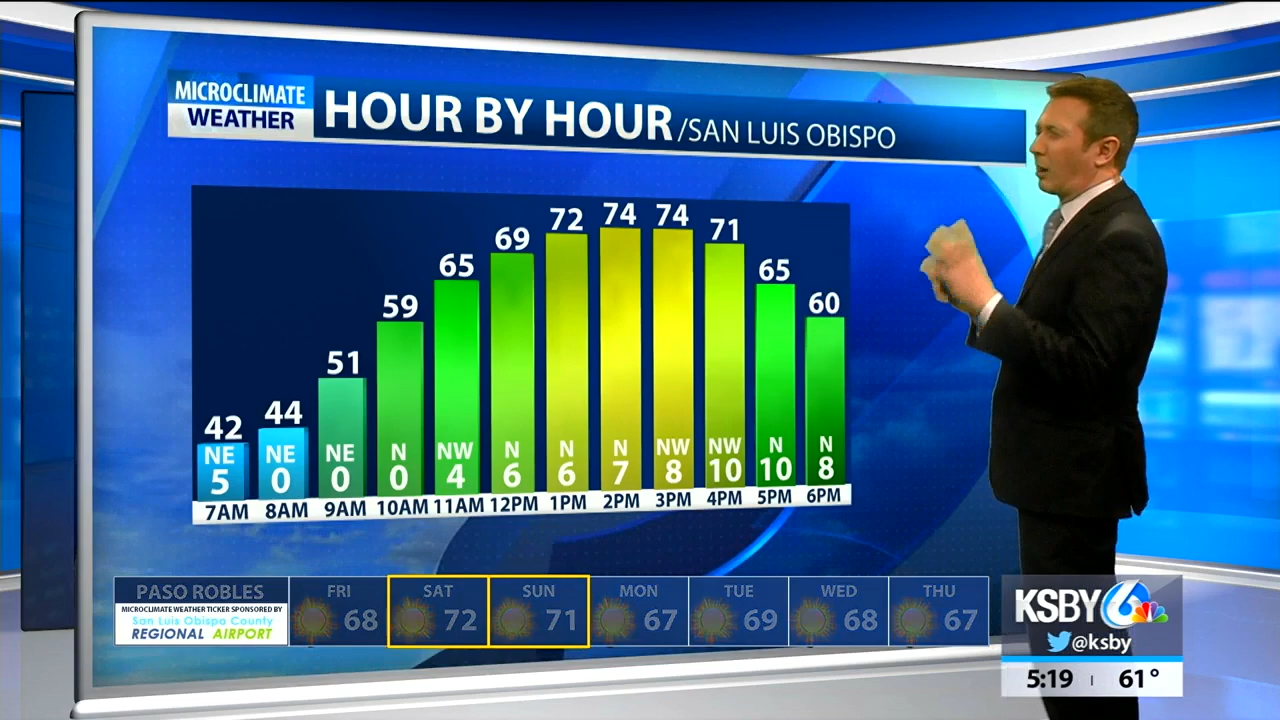 MICROCLIMATE
WEATHER
HOUR BY HOUR /SAN LUIS OBISPO
42 44 51 59 65 69 72 74 74 71 65 60
NE NE NE N NW N N N NW NW N N
5 0 0 0 4 6 6 7 8 10 10 8
7AM 8AM 9AM 10AM 11AM 12PM 1PM 2PM 3PM 4PM 5PM 6PM
PASO ROBLES
MICROCLIMATE WEATHER TICKER SPONSORED BY
San Luis Obispo County
REGIONAL AIRPORT
FRI SAT SUN MON TUE WED THU
68 72 71 67 69 68 67
KSBY 6
@ksby
5:19 61°